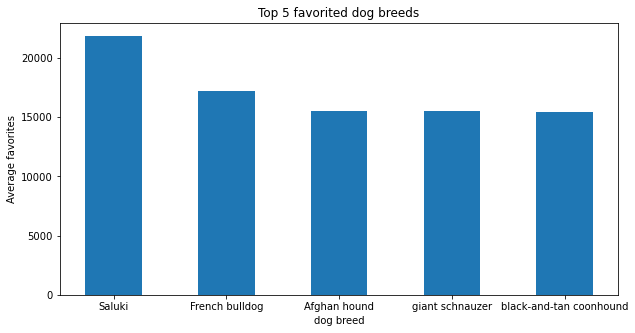 Top 5 favorited dog breeds
Average favorites
20000
15000
10000
5000
0
Saluki French bulldog Afghan hound giant schnauzer black-and-tan coonhound
dog breed